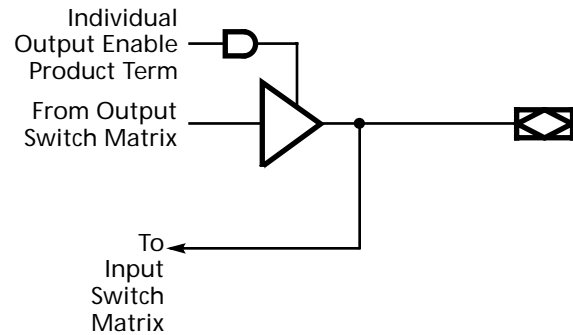 Individual
Output Enable
Product Term
From Output
Switch Matrix
To
Input
Switch
Matrix